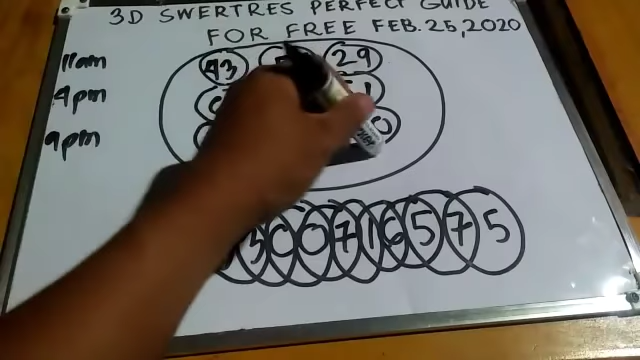 3D SWERTRES PERFECT GUIDE
FOR FREE FEB. 25, 2020
11am 43 29
4pm
9pm
3 0 0 7 1 6 5 7 5